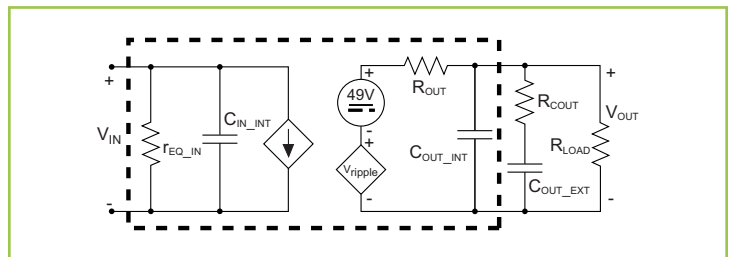 +
+
+
49V
R_OUT
R_COUT
V_OUT
V_IN
r_EQ_IN
C_IN_INT
-
+
V_ripple
C_OUT_INT
R_LOAD
C_OUT_EXT
-
-
-